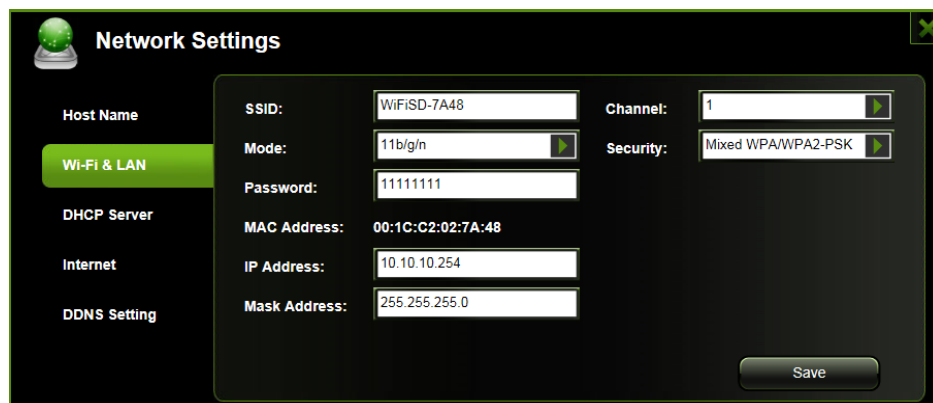 Network Settings
Host Name
Wi-Fi & LAN
DHCP Server
Internet
DDNS Setting
SSID: WiFiSD-7A48 Channel: 1
Mode: 11b/g/n Security: Mixed WPA/WPA2-PSK
Password: 11111111
MAC Address: 00:1C:C2:02:7A:48
IP Address: 10.10.10.254
Mask Address: 255.255.255.0
Save